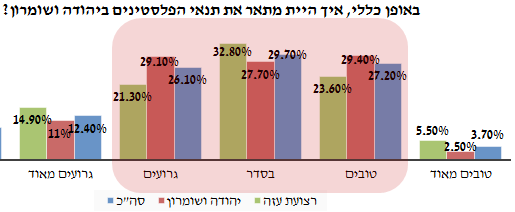 באופן כללי, איך היית מתאר את תנאי הפלסטינים ביהודה ושומרון?
14.90% 11% 12.40%
21.30% 29.10% 26.10%
32.80% 27.70% 29.70%
23.60% 29.40% 27.20%
5.50% 2.50% 3.70%
טובים מאוד טובים בסדר גרועים גרועים מאוד
רצועת עזה יהודה ושומרון סה"כ